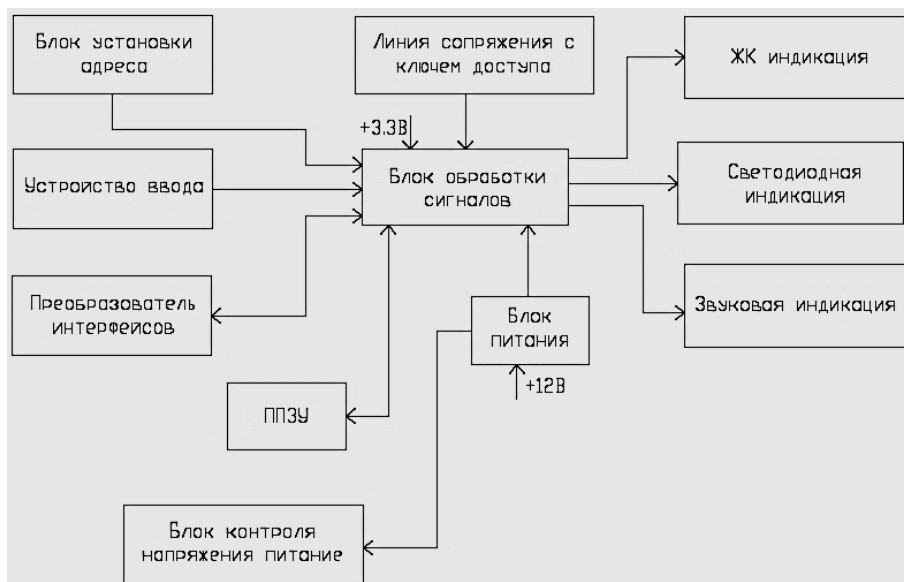 Блок установки
адреса
Линия сопряжения с
ключем доступа
ЖК индикация
+3.3В
Устройство ввода
Блок обработки
сигналов
Светодиодная
индикация
Преобразователь
интерфейсов
Блок
питания
Звуковая индикация
+12В
ППЗУ
Блок контроля
напряжения питание